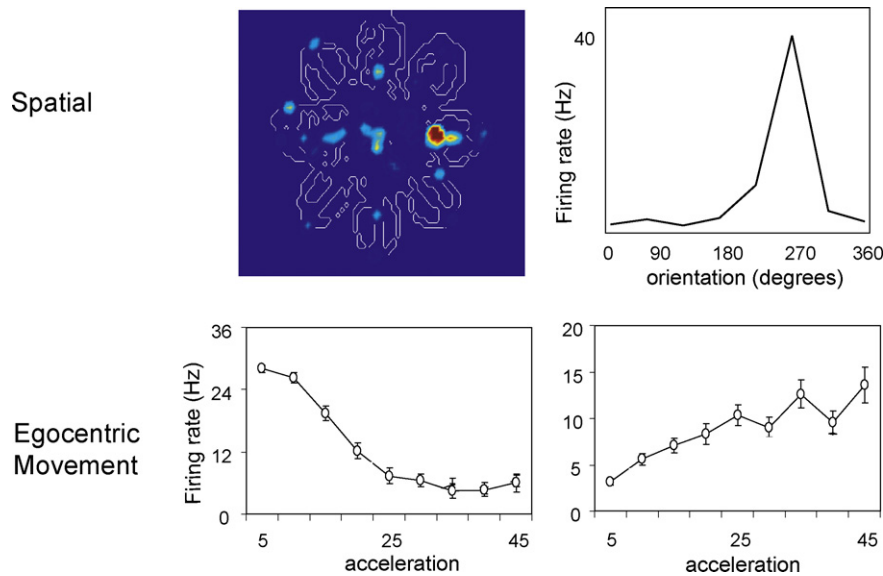 Spatial
Firing rate (Hz)
40
0 90 180 270 360
orientation (degrees)
Egocentric
Movement
Firing rate (Hz)
36
24
12
0
5 25 45
acceleration
20
15
10
5
0
5 25 45
acceleration